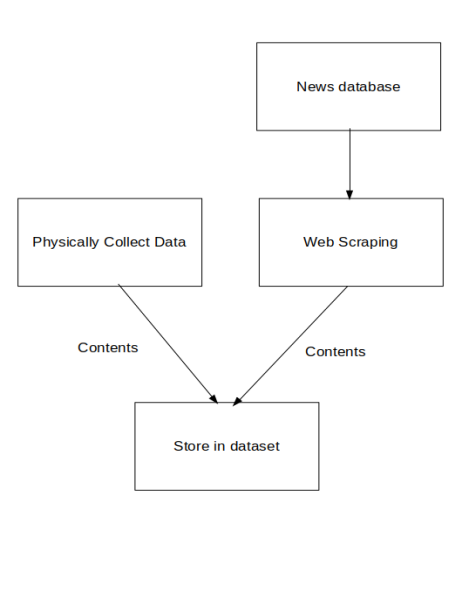 News database
Physically Collect Data
Web Scraping
Contents
Contents
Store in dataset